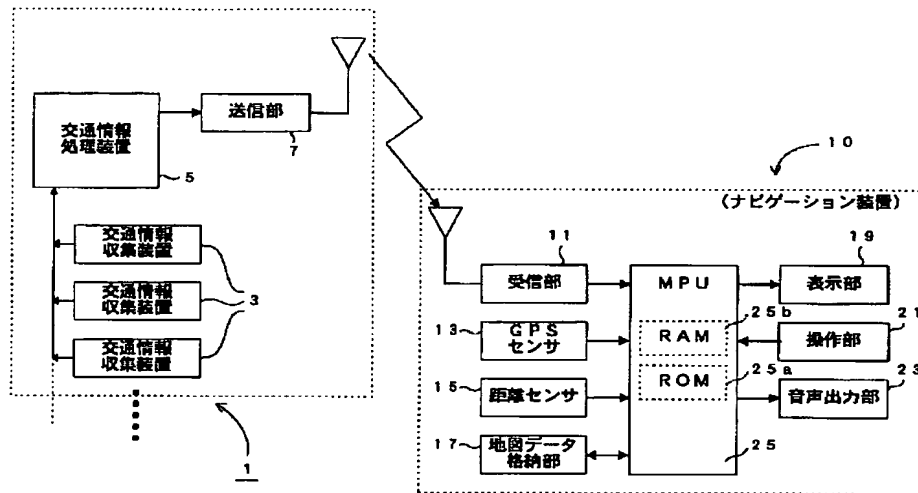 交通情報
処理装置
5
送信部
7
交通情報
収集装置
交通情報
収集装置
3
交通情報
収集装置
1
10
(ナビゲーション装置)
11
受信部
13
GPS
センサ
15
距離センサ
17
地図データ
格納部
MPU
25b
RAM
ROM
25a
25
19
表示部
21
操作部
23
音声出力部